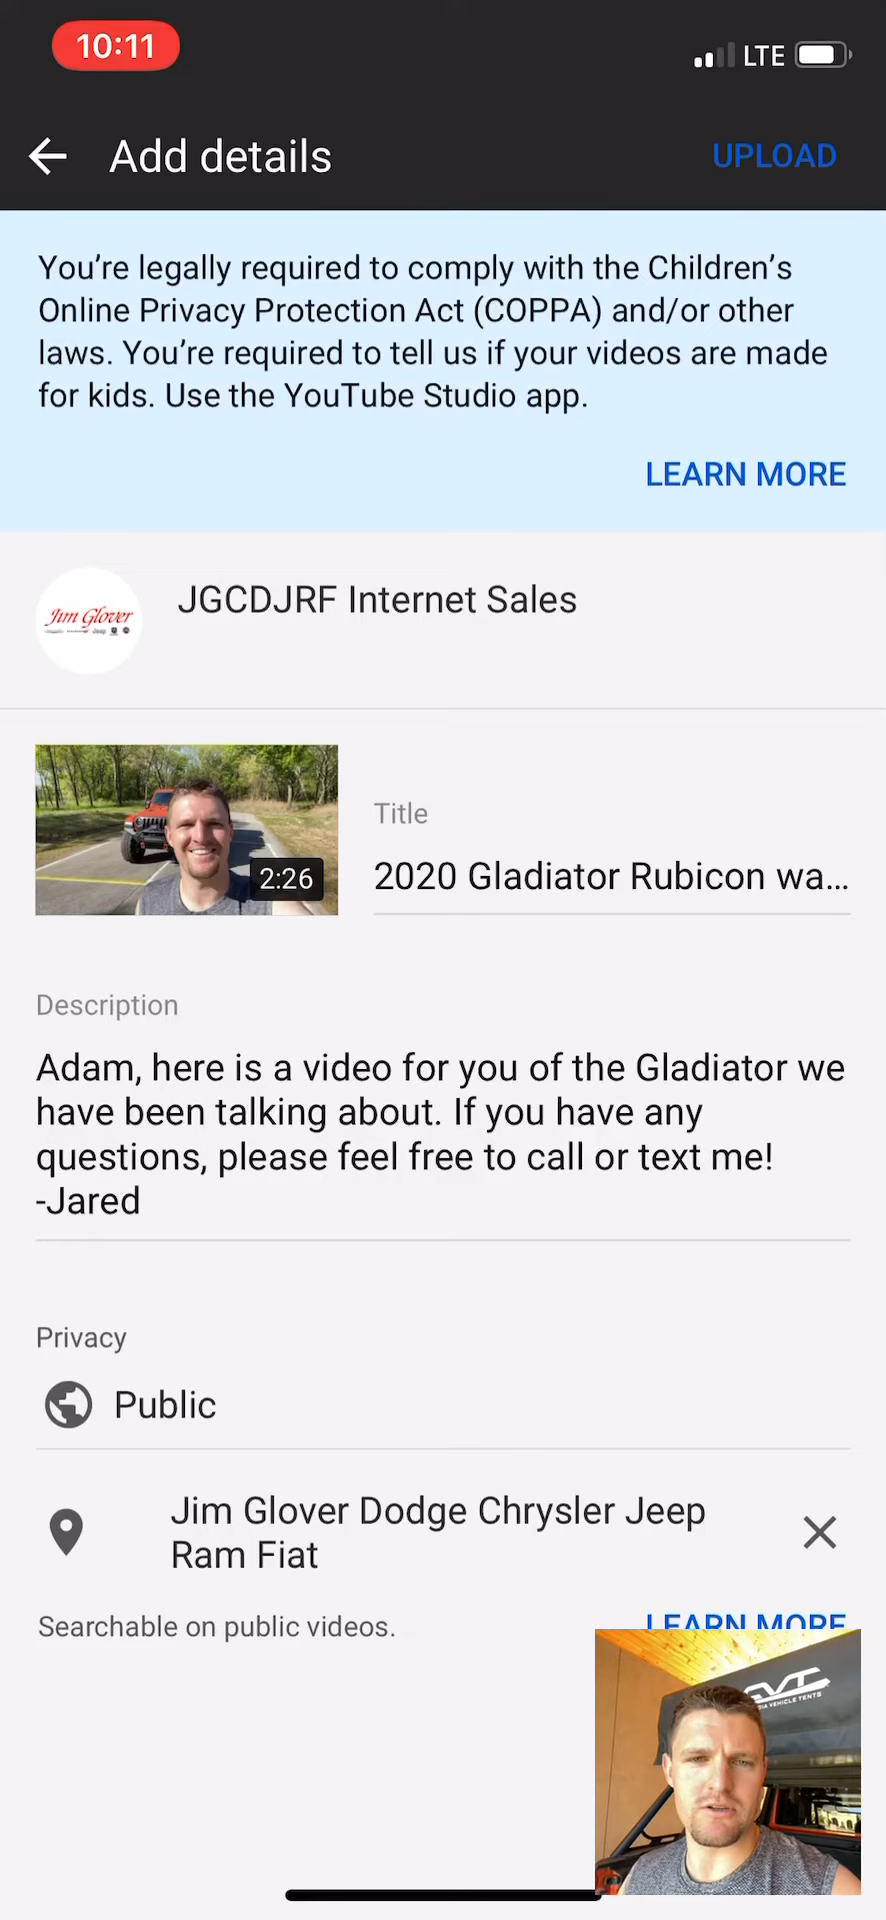 10:11
LTE
Add details
UPLOAD
You're legally required to comply with the Children's
Online Privacy Protection Act (COPPA) and/or other
laws. You're required to tell us if your videos are made
for kids. Use the YouTube Studio app.
LEARN MORE
Jim Glover
Jeep
JGCDJRF Internet Sales
2:26
Title
2020 Gladiator Rubicon wa...
Description
Adam, here is a video for you of the Gladiator we
have been talking about. If you have any
questions, please feel free to call or text me!
-Jared
Privacy
Public
Jim Glover Dodge Chrysler Jeep
Ram Fiat
Searchable on public videos.
LEARN MORE
VEHICLE TENTS